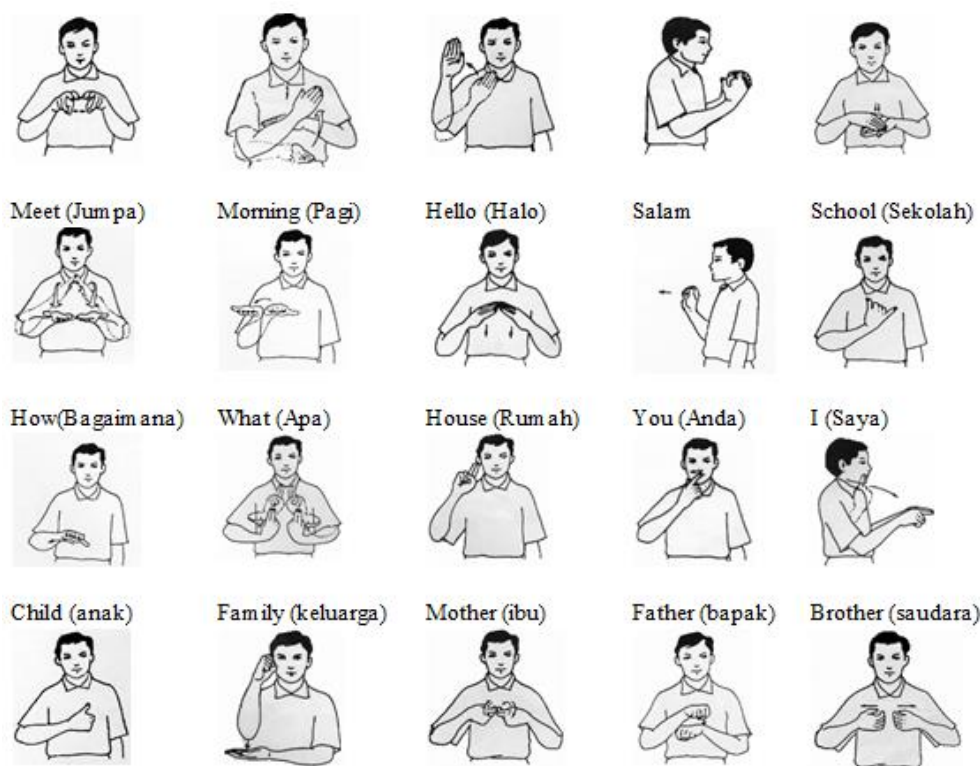 Meet (Jumpa) Morning (Pagi) Hello (Halo) Salam School (Sekolah)
How(Bagaimana) What (Apa) House (Rumah) You (Anda) I (Saya)
Child (anak) Family (keluarga) Mother (ibu) Father (bapak) Brother (saudara)